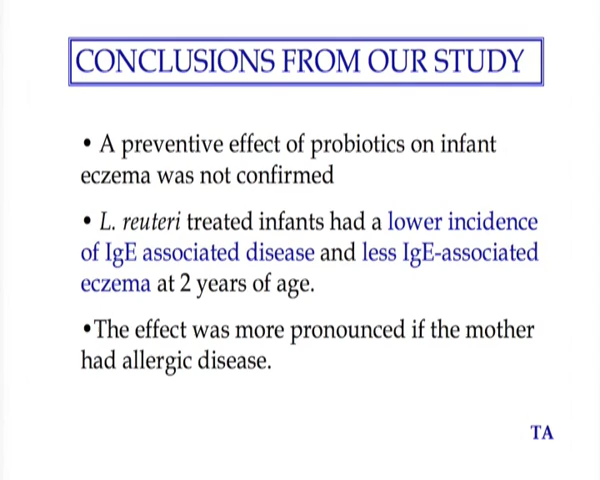 CONCLUSIONS FROM OUR STUDY
• A preventive effect of probiotics on infant
eczema was not confirmed
• L. reuteri treated infants had a lower incidence
of IgE associated disease and less IgE-associated
eczema at 2 years of age.
•The effect was more pronounced if the mother
had allergic disease.
TA